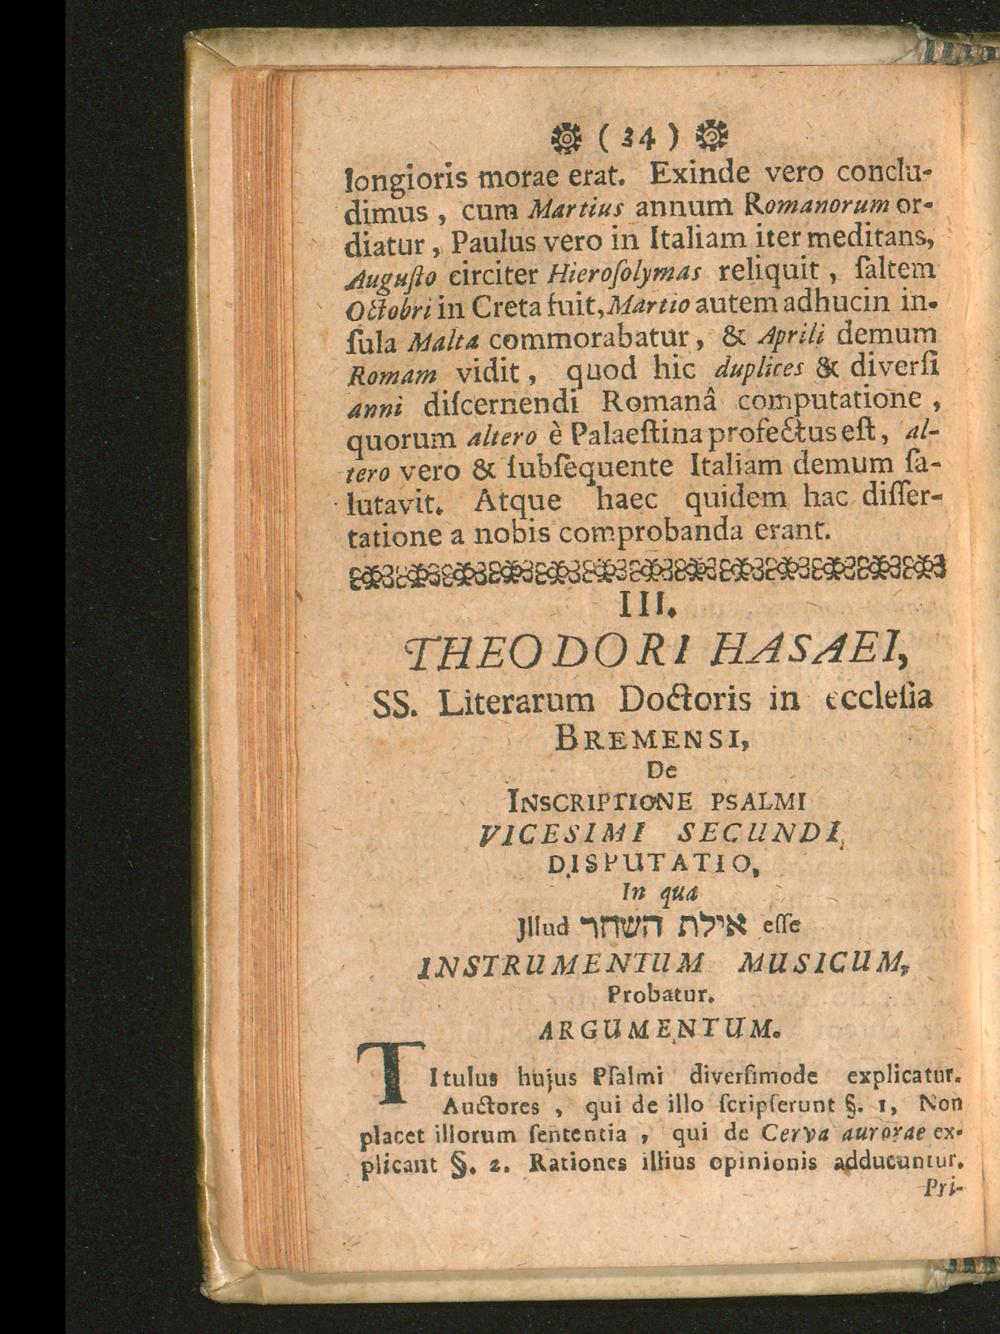 ( 34 )
longioris morae erat. Exinde vero conclu-
dimus , cum Martius annum Romanorum or-
diatur , Paulus vero in Italiam iter meditans,
Auguſto circiter Hieroſolymas reliquit , ſaltem
Octobri in Creta fuit, Martio autem adhuc in in-
ſula Malta commorabatur , & Aprili demum
Romam vidit , quod hic duplices & diverſi
anni diſcernendi Romanâ computatione ,
quorum altero è Palaeſtina profectus eſt, al-
tero vero & ſubſequente Italiam demum ſa-
lutavit. Atque haec quidem hac diſſer-
tatione a nobis comprobanda erant.
III.
THEODORI HASAEI,
SS. Literarum Doctoris in eccleſia
BREMENSI,
De
INSCRIPTIONE PSALMI
VICESIMI SECUNDI,
DISPUTATIO,
In qua
Jllud אילת השחר eſſe
INSTRUMENTUM MUSICUM,
Probatur.
ARGUMENTUM.
TItulus hujus Pſalmi diverſimode explicatur.
Auctores , qui de illo ſcripſerunt §. 1, Non
placet illorum ſententia , qui de Cerva aurorae ex-
plicant §. 2. Rationes illius opinionis adducuntur.
Pri-